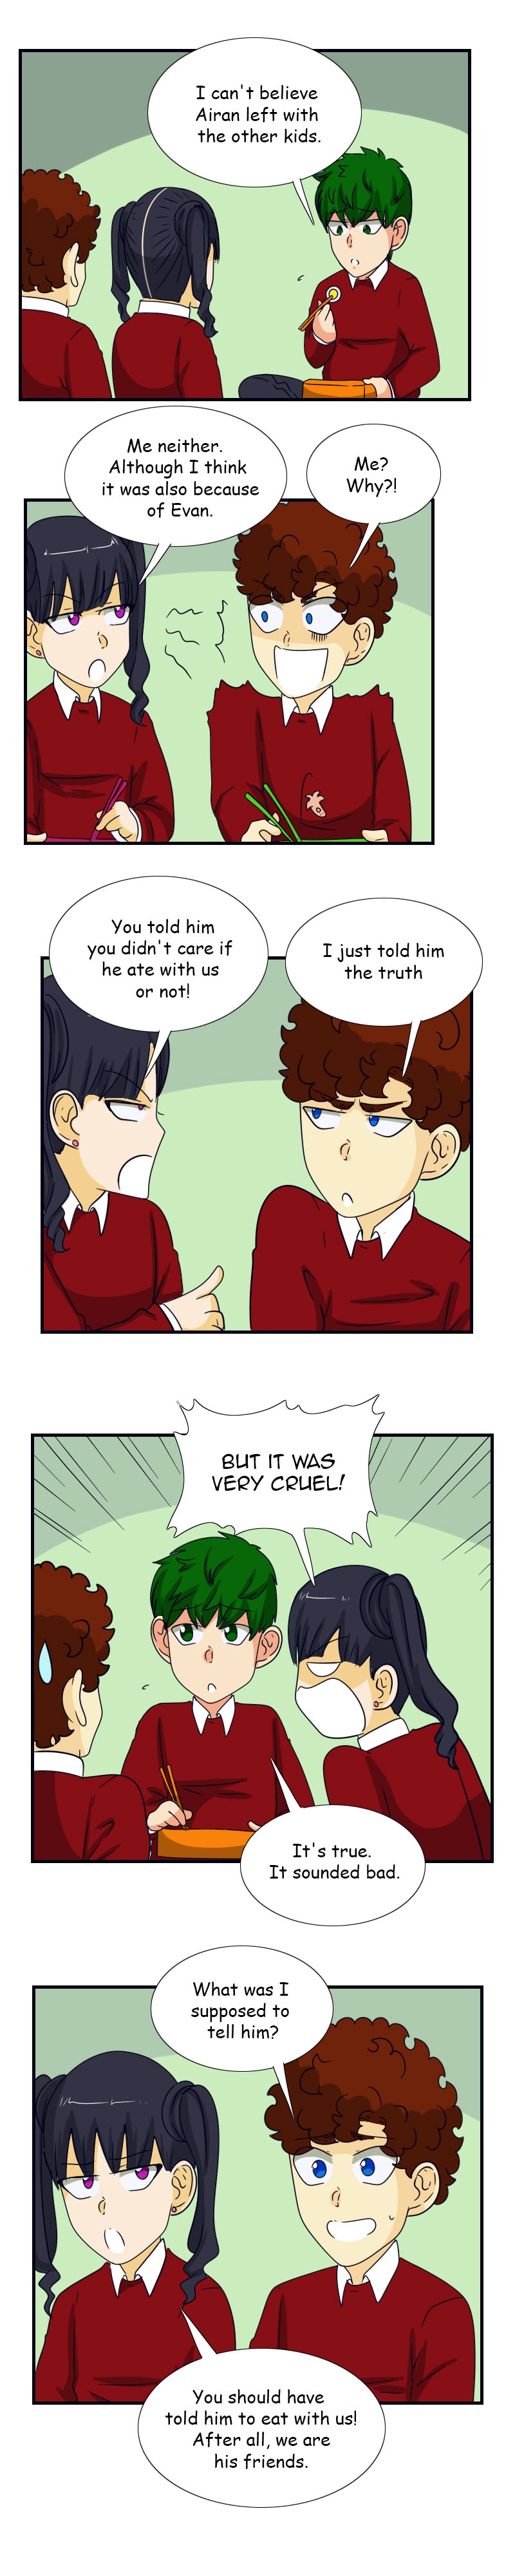 I can't believe
Airan left with
the other kids.
Me neither.
Although I think
it was also because
of Evan.
Me?
Why?!
You told him
you didn't care if
he ate with us
or not!
I just told him
the truth
BUT IT WAS
VERY CRUEL!
It's true.
It sounded bad.
What was I
supposed to
tell him?
You should have
told him to eat with us!
After all, we are
his friends.